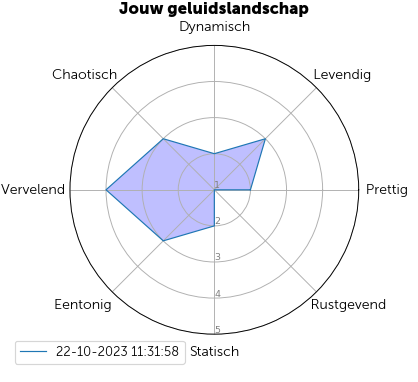 Jouw geluidslandschap
Dynamisch
Chaotisch
Levendig
Vervelend
1
Prettig
2
3
Eentonig
4
Rustgevend
5
22-10-2023 11:31:58
Statisch